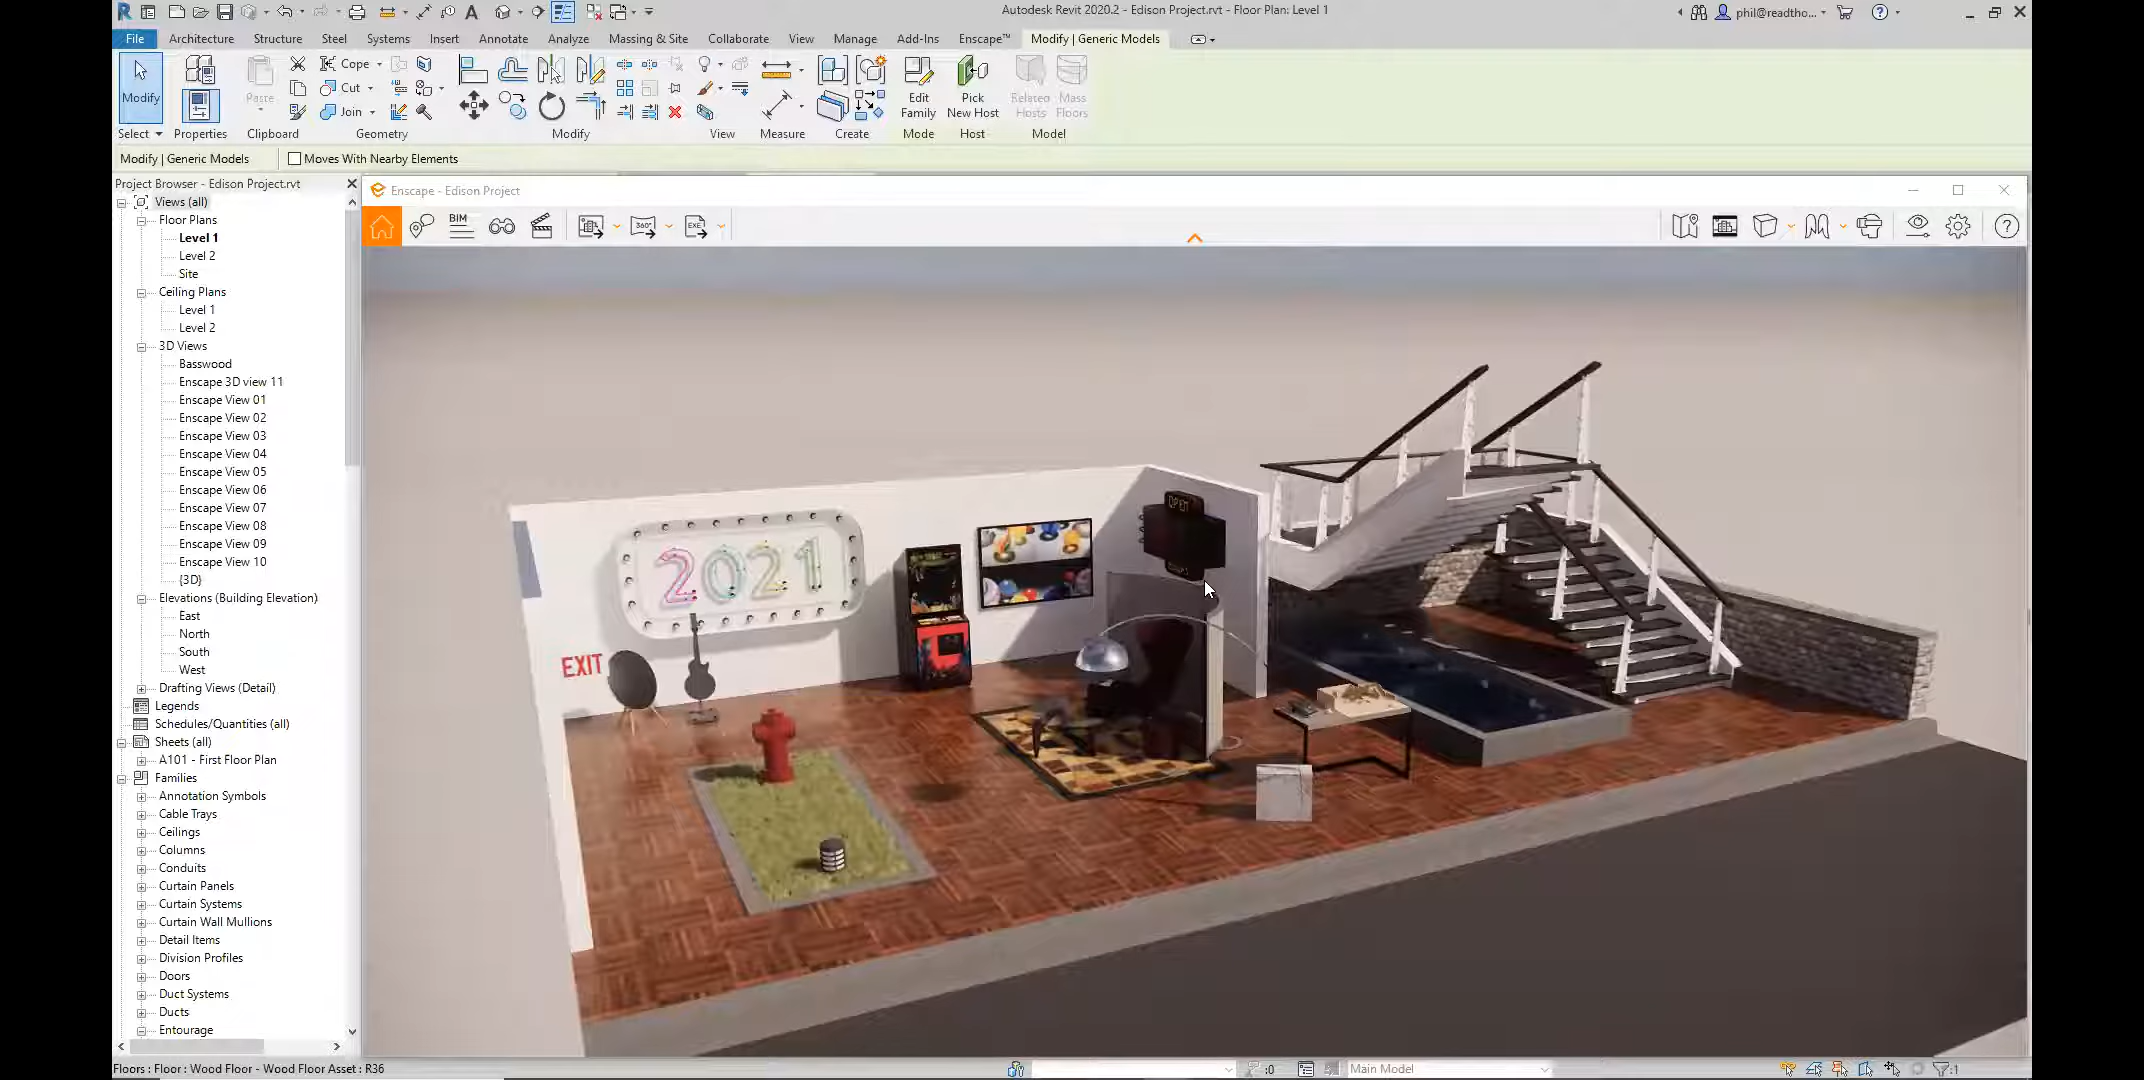 Autodesk Revit 2020.2 - Edison Project.rvt - Floor Plan: Level 1
phil@readtho...
File Architecture Structure Steel Systems Insert Annotate Analyze Massing & Site Collaborate View Manage Add-Ins Enscape™ Modify | Generic Models
Modify
Paste
Cope
Cut
Join
Edit Family
Pick New Host
Related Hosts
Mass Floors
Select Properties Clipboard Geometry Modify View Measure Create Mode Host Model
Modify | Generic Models Moves With Nearby Elements
Project Browser - Edison Project.rvt
Enscape - Edison Project
BIM
360°
EXE
Views (all)
Floor Plans
Level 1
Level 2
Site
Ceiling Plans
Level 1
Level 2
3D Views
Basswood
Enscape 3D view 11
Enscape View 01
Enscape View 02
Enscape View 03
Enscape View 04
Enscape View 05
Enscape View 06
Enscape View 07
Enscape View 08
Enscape View 09
Enscape View 10
{3D}
Elevations (Building Elevation)
East
North
South
West
Drafting Views (Detail)
Legends
Schedules/Quantities (all)
Sheets (all)
A101 - First Floor Plan
Families
Annotation Symbols
Cable Trays
Ceilings
Columns
Conduits
Curtain Panels
Curtain Systems
Curtain Wall Mullions
Detail Items
Division Profiles
Doors
Duct Systems
Ducts
Entourage
2021
OPEN
EXIT
Floors : Floor : Wood Floor - Wood Floor Asset : R36
:0
Main Model
:1